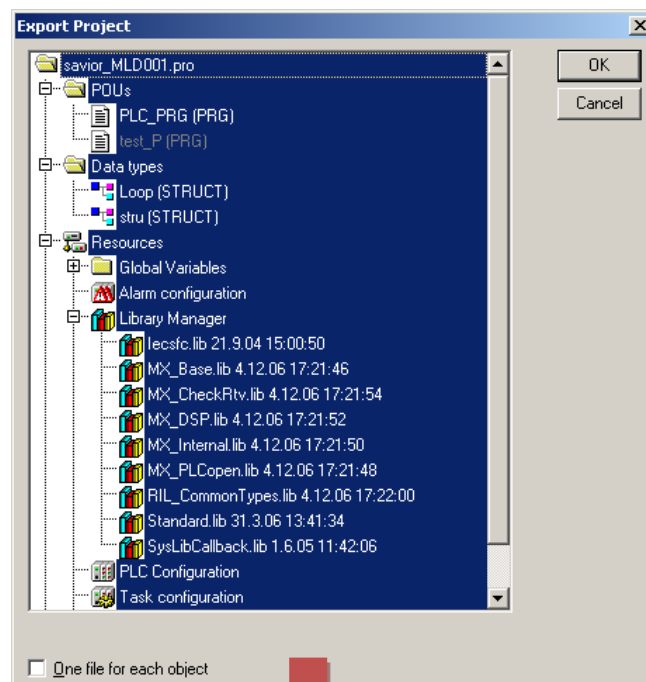 Export Project
savior_MLD001.pro
OK
POUs
Cancel
PLC_PRG (PRG)
test_P (PRG)
Data types
Loop (STRUCT)
stru (STRUCT)
Resources
Global Variables
Alarm configuration
Library Manager
Iecsfc.lib 21.9.04 15:00:50
MX_Base.lib 4.12.06 17:21:46
MX_CheckRtv.lib 4.12.06 17:21:54
MX_DSP.lib 4.12.06 17:21:52
MX_Internal.lib 4.12.06 17:21:50
MX_PLCopen.lib 4.12.06 17:21:48
RIL_CommonTypes.lib 4.12.06 17:22:00
Standard.lib 31.3.06 13:41:34
SysLibCallback.lib 1.6.05 11:42:06
PLC Configuration
Task configuration
One file for each object